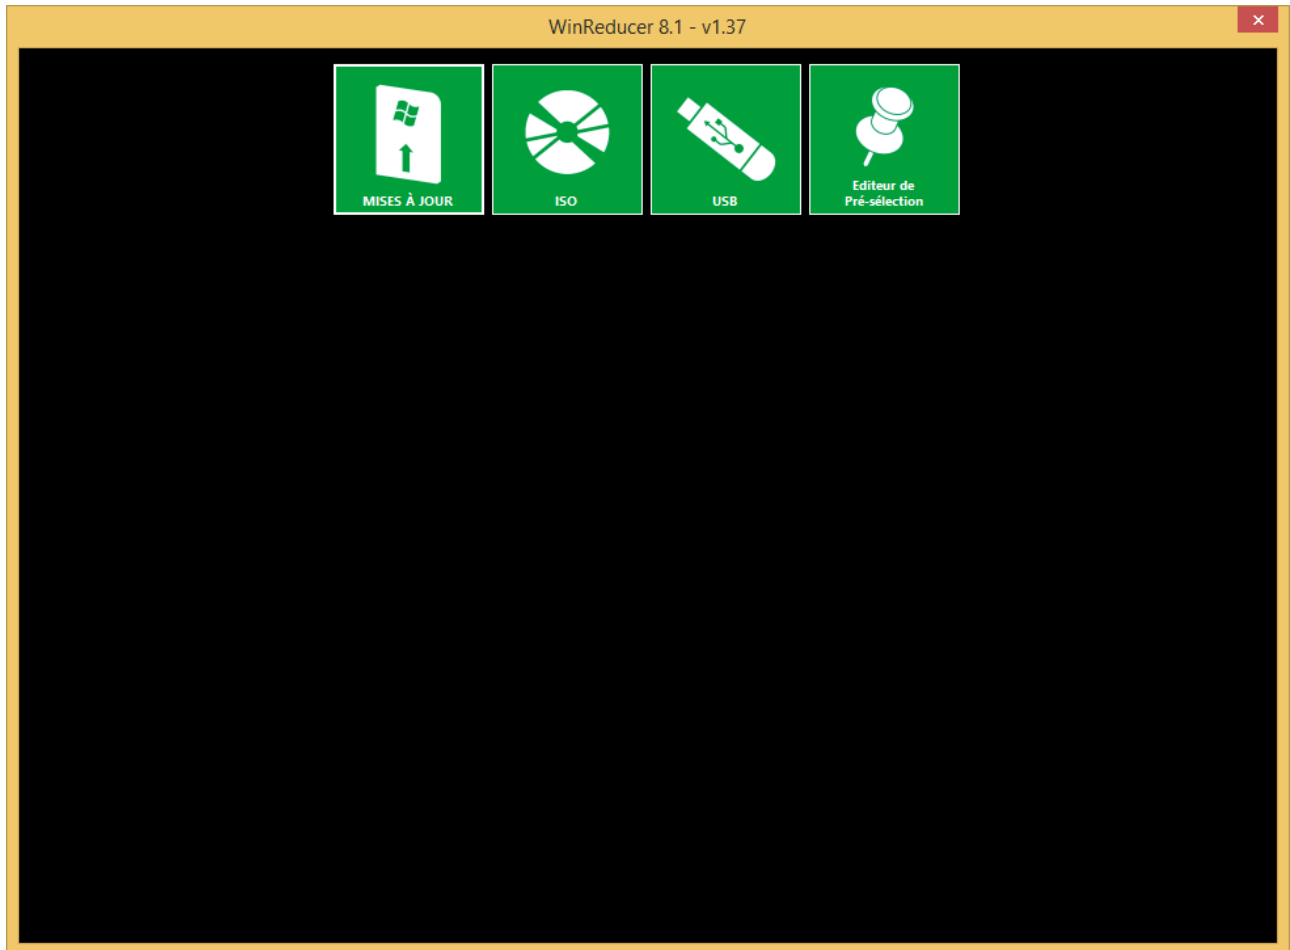 WinReducer 8.1 - v1.37
MISES À JOUR
ISO
USB
Editeur de
Pré-sélection